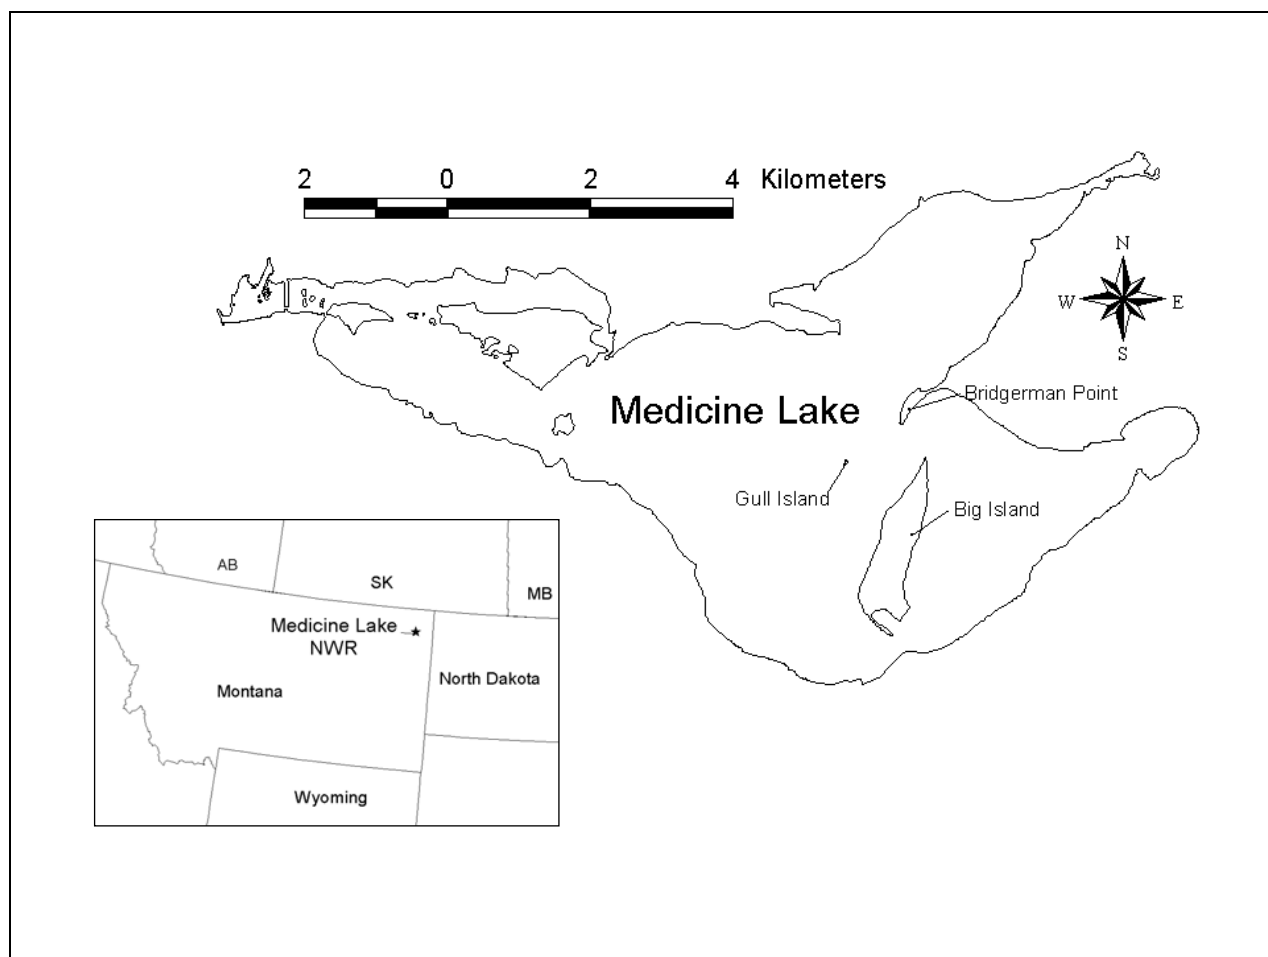 2 0 2 4 Kilometers
N
W E
S
Bridgerman Point
Medicine Lake
Gull Island
Big Island
AB
SK
MB
Medicine Lake
NWR
North Dakota
Montana
Wyoming